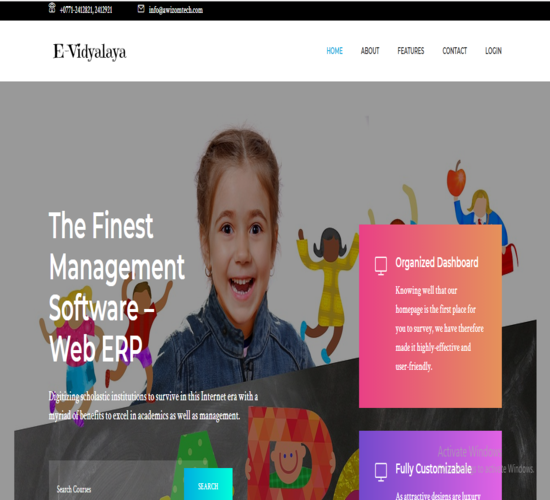 +0771-2412821, 2412921 info@awizomtech.com
E-Vidyalaya
HOME ABOUT FEATURES CONTACT LOGIN
The Finest
Management
Software –
Web ERP
Digitizing scholastic institutions to survive in this Internet era with a
myriad of benefits to excel in academics as well as management.
Search Courses
SEARCH
Organized Dashboard
Knowing well that our
homepage is the first place for
you to survey, we have therefore
made it highly-effective and
user-friendly.
Activate Windows
to activate Windows.
Fully Customizabale
As attractive designs are luxury